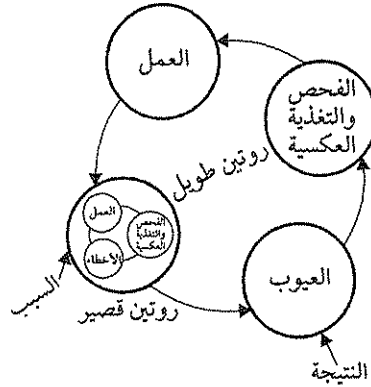 العمل
الفحص
والتغذية
العكسية
روتين طويل
العمل
الفحص
والتغذية
العكسية
الأخطاء
السبب
روتين قصير
العيوب
النتيجة